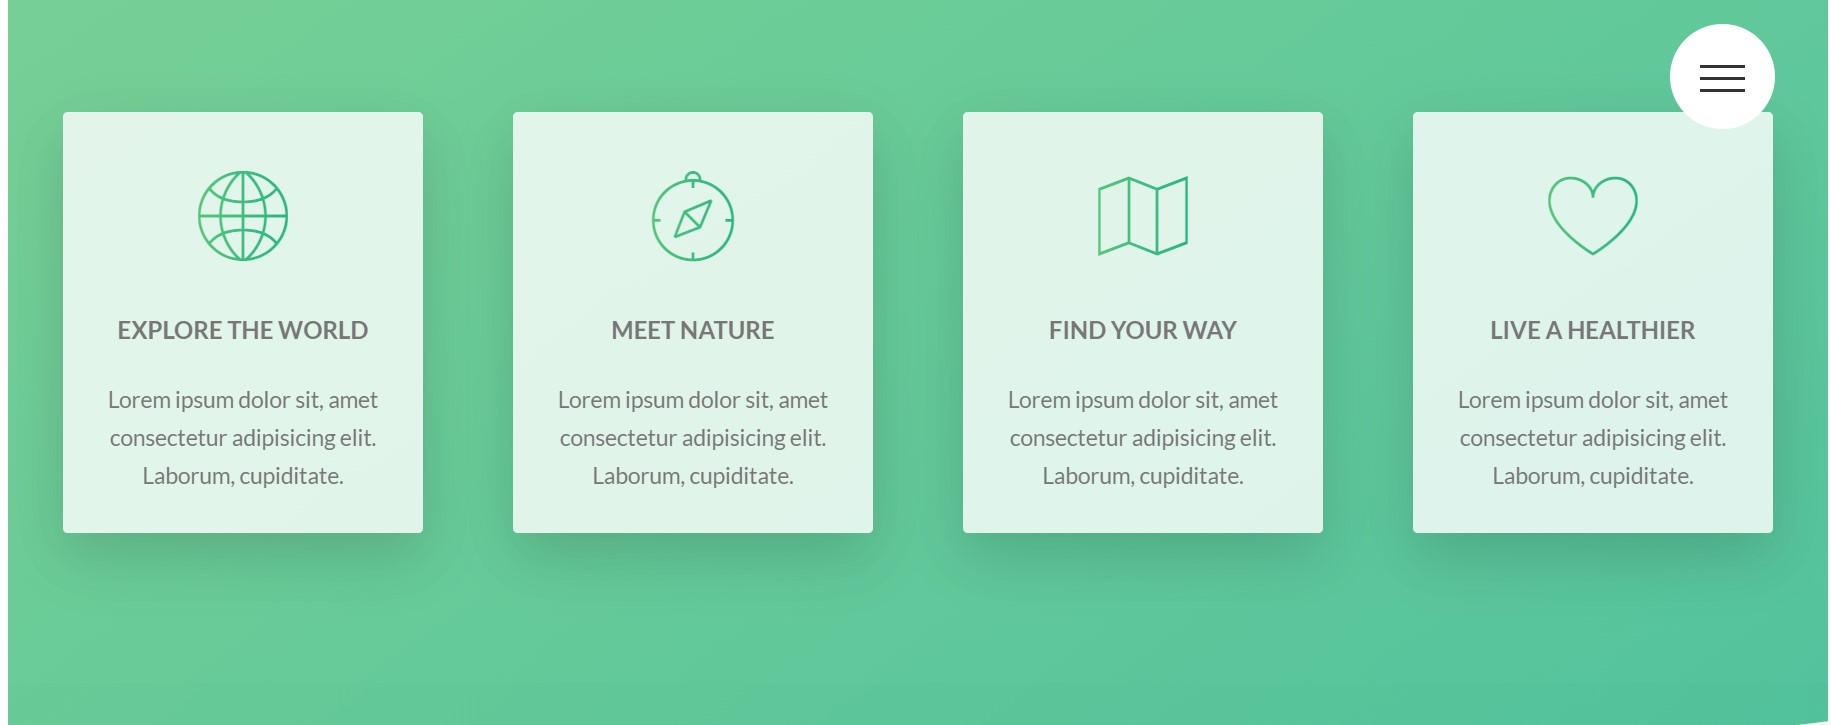 EXPLORE THE WORLD
Lorem ipsum dolor sit, amet
consectetur adipisicing elit.
Laborum, cupiditate.
MEET NATURE
Lorem ipsum dolor sit, amet
consectetur adipisicing elit.
Laborum, cupiditate.
FIND YOUR WAY
Lorem ipsum dolor sit, amet
consectetur adipisicing elit.
Laborum, cupiditate.
LIVE A HEALTHIER
Lorem ipsum dolor sit, amet
consectetur adipisicing elit.
Laborum, cupiditate.